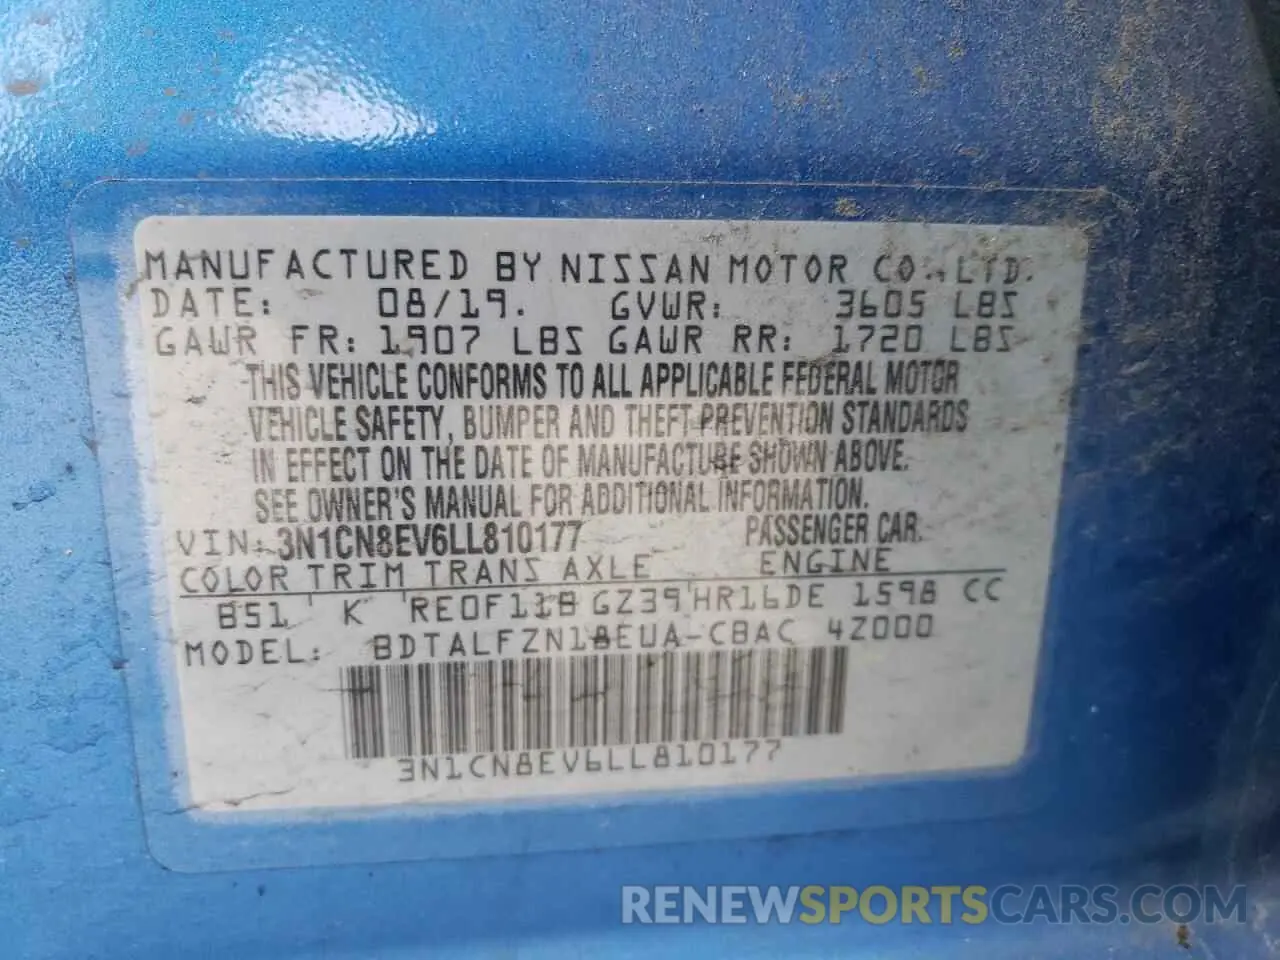 MANUFACTURED BY NISSAN MOTOR CO., LTD.
DATE: 08/19. GVWR: 3605 LBS
GAWR FR: 1907 LBS GAWR RR: 1720 LBS
THIS VEHICLE CONFORMS TO ALL APPLICABLE FEDERAL MOTOR
VEHICLE SAFETY, BUMPER AND THEFT PREVENTION STANDARDS
IN EFFECT ON THE DATE OF MANUFACTURE SHOWN ABOVE.
SEE OWNER'S MANUAL FOR ADDITIONAL INFORMATION.
VIN: 3N1CN8EV6LL810177 PASSENGER CAR.
COLOR TRIM TRANS AXLE ENGINE
B51 K RE0F11B GZ39 HR16DE 1598 CC
MODEL: BDTALFZN18EUA-CBAC 4Z000
3N1CN8EV6LL810177
RENEWSPORTSCARS.COM